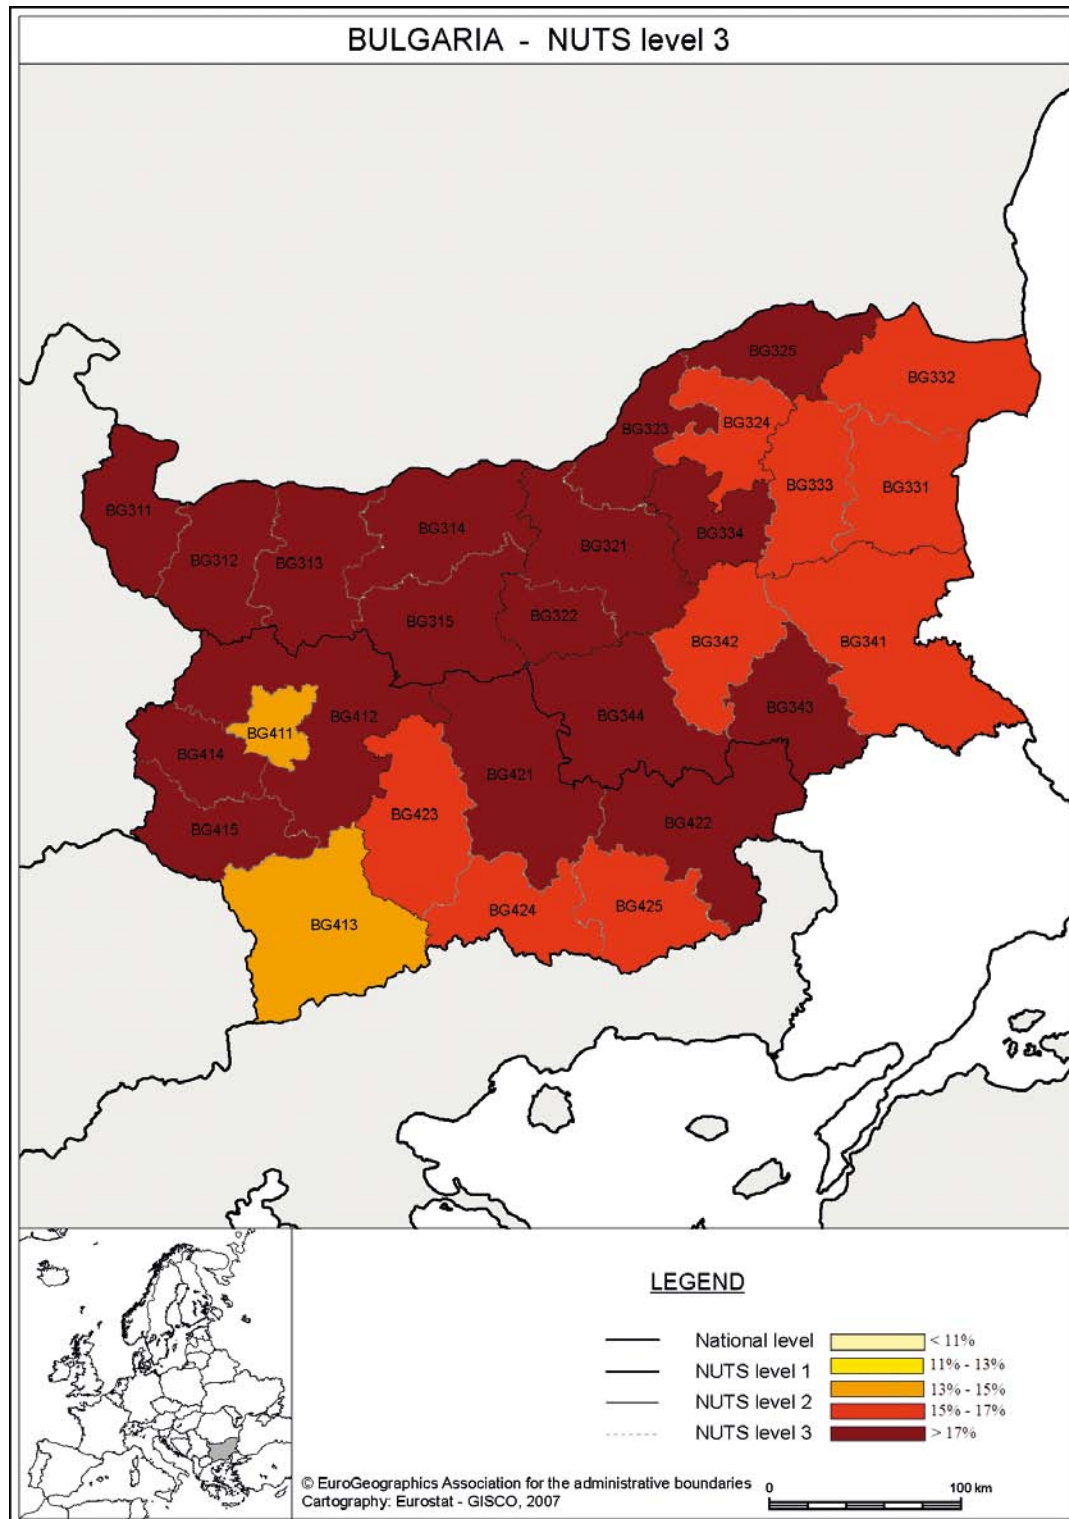 BULGARIA - NUTS level 3
BG325
BG332
BG323
BG324
BG333
BG331
BG311
BG314
BG334
BG321
BG312
BG313
BG322
BG315
BG342
BG341
BG344
BG343
BG412
BG411
BG414
BG421
BG423
BG422
BG415
BG425
BG424
BG413
LEGEND
National level < 11%
NUTS level 1 11% - 13%
NUTS level 2 13% - 15%
15% - 17%
NUTS level 3 > 17%
© EuroGeographics Association for the administrative boundaries
Cartography: Eurostat - GISCO, 2007
0 100 km